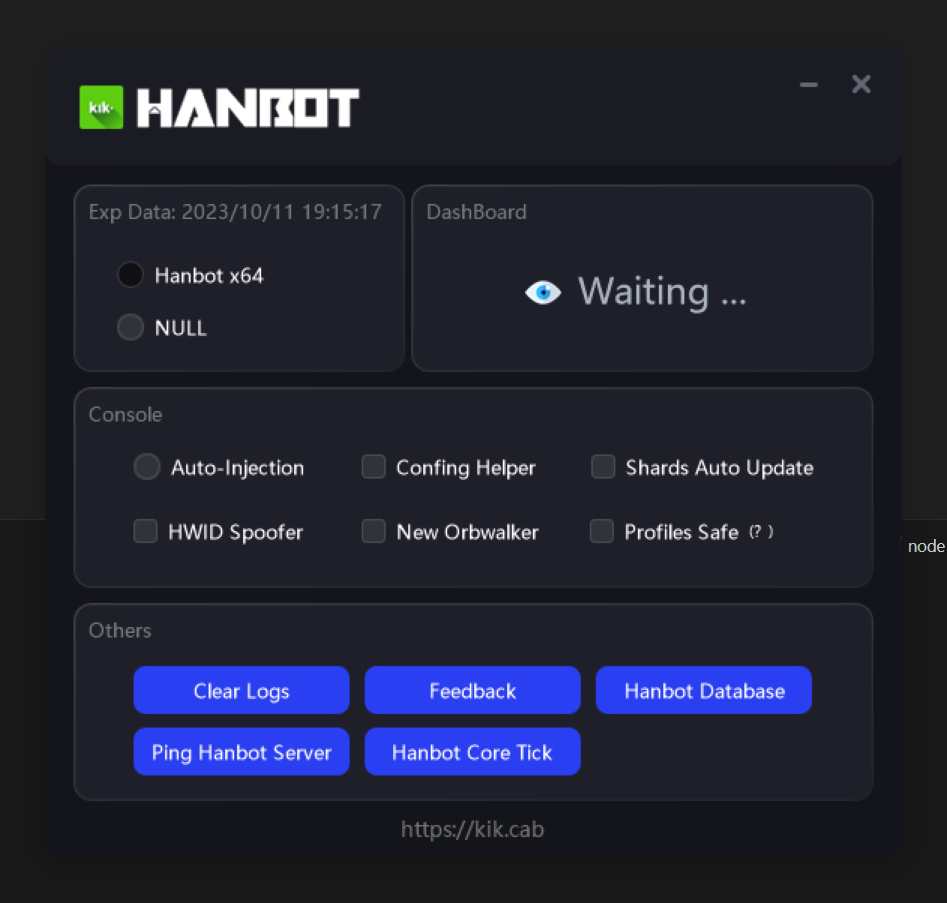 kik·
HANBOT
Exp Data: 2023/10/11 19:15:17
Hanbot x64
NULL
DashBoard
Waiting ...
Console
Auto-Injection
Confing Helper
Shards Auto Update
HWID Spoofer
New Orbwalker
Profiles Safe (? )
node
Others
Clear Logs
Feedback
Hanbot Database
Ping Hanbot Server
Hanbot Core Tick
https://kik.cab